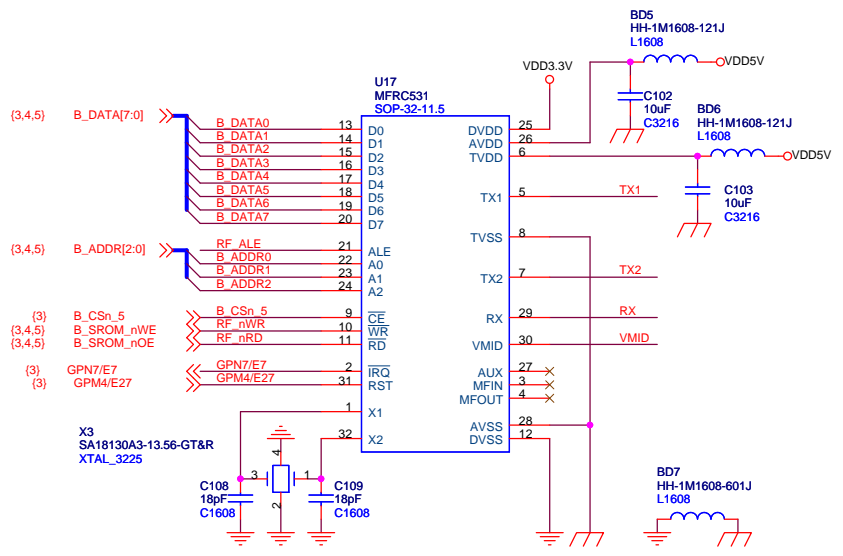 BD5
HH-1M1608-121J
L1608
VDD5V
VDD3.3V
C102
10uF
C3216
BD6
HH-1M1608-121J
L1608
VDD5V
C103
10uF
C3216
U17
MFRC531
SOP-32-11.5
{3,4,5} B_DATA[7:0]
B_DATA0 13 D0
B_DATA1 14 D1
B_DATA2 15 D2
B_DATA3 16 D3
B_DATA4 17 D4
B_DATA5 18 D5
B_DATA6 19 D6
B_DATA7 20 D7
{3,4,5} B_ADDR[2:0]
RF_ALE 21 ALE
B_ADDR0 22 A0
B_ADDR1 23 A1
B_ADDR2 24 A2
{3} B_CSn_5 B_CSn_5 9 CE
{3,4,5} B_SROM_nWE RF_nWR 10 WR
{3,4,5} B_SROM_nOE RF_nRD 11 RD
{3} GPN7/E7 GPN7/E7 2 IRQ
{3} GPM4/E27 GPM4/E27 31 RST
1 X1
32 X2
DVDD 25
AVDD 26
TVDD 6
TX1 5 TX1
TVSS 8
TX2 7 TX2
RX 29 RX
VMID 30 VMID
AUX 27
MFIN 3
MFOUT 4
AVSS 28
DVSS 12
X3
SA18130A3-13.56-GT&R
XTAL_3225
4
3 1
2
C108
18pF
C1608
C109
18pF
C1608
BD7
HH-1M1608-601J
L1608